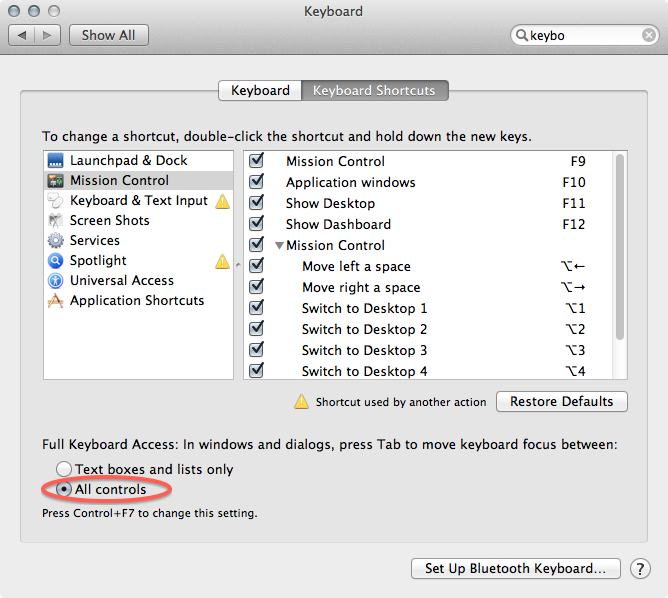 Keyboard
Show All
keybo
Keyboard
Keyboard Shortcuts
To change a shortcut, double-click the shortcut and hold down the new keys.
Launchpad & Dock
Mission Control
Keyboard & Text Input
Screen Shots
Services
Spotlight
Universal Access
Application Shortcuts
Mission Control F9
Application windows F10
Show Desktop F11
Show Dashboard F12
Mission Control
Move left a space ⌥←
Move right a space ⌥→
Switch to Desktop 1 ⌥1
Switch to Desktop 2 ⌥2
Switch to Desktop 3 ⌥3
Switch to Desktop 4 ⌥4
Shortcut used by another action
Restore Defaults
Full Keyboard Access: In windows and dialogs, press Tab to move keyboard focus between:
Text boxes and lists only
All controls
Press Control+F7 to change this setting.
Set Up Bluetooth Keyboard...
?